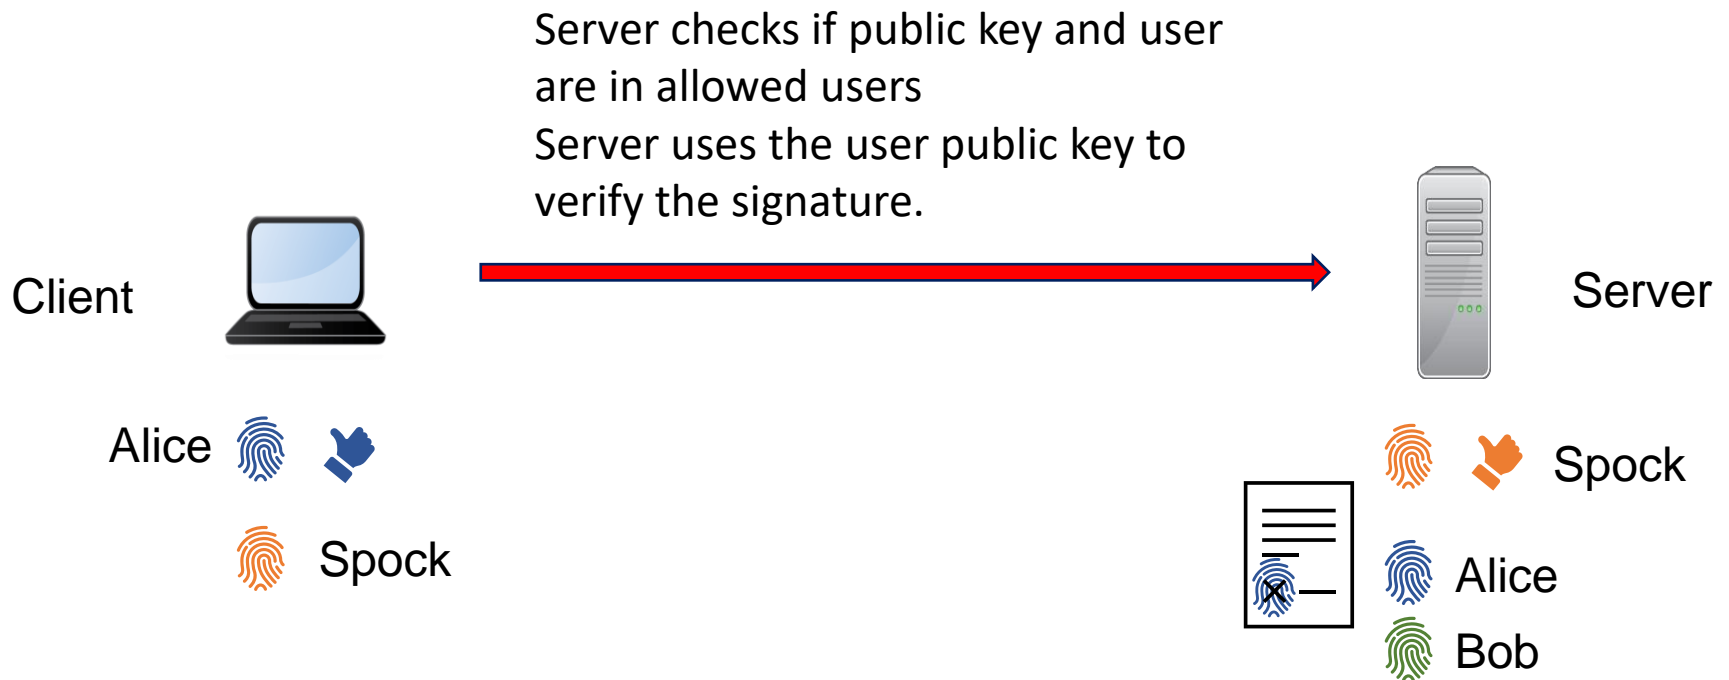 Server checks if public key and user
are in allowed users
Server uses the user public key to
verify the signature.
Client
Server
Alice
Spock
Spock
Alice
Bob